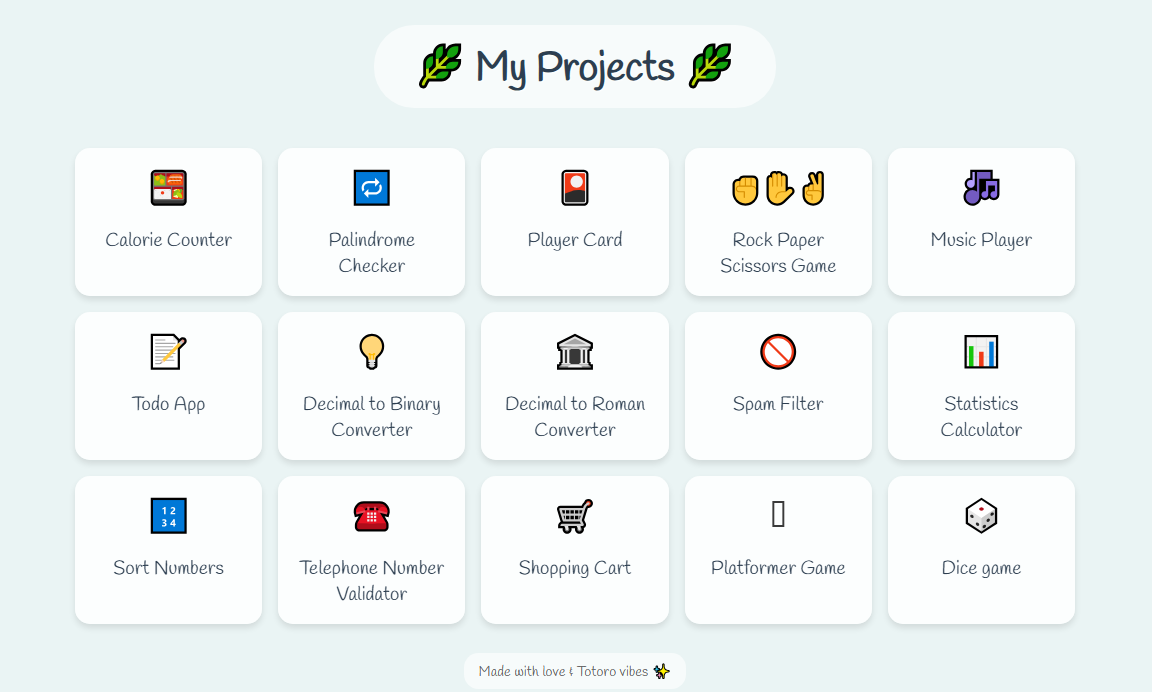 My Projects
Calorie Counter
Palindrome
Checker
Player Card
Rock Paper
Scissors Game
Music Player
Todo App
Decimal to Binary
Converter
Decimal to Roman
Converter
Spam Filter
Statistics
Calculator
1 2
3 4
Sort Numbers
Telephone Number
Validator
Shopping Cart
Platformer Game
Dice game
Made with love & Totoro vibes